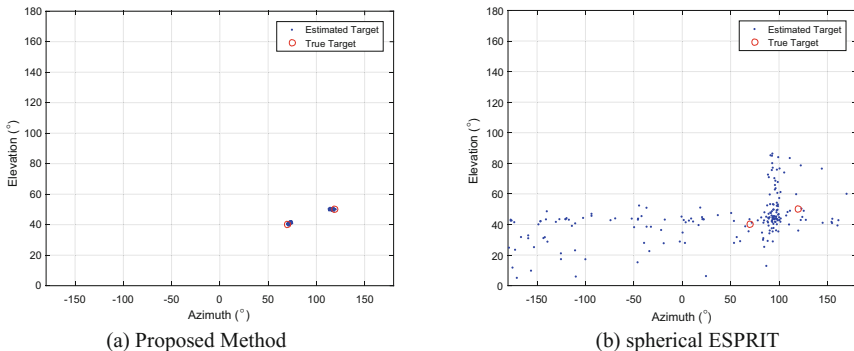 180
160
140
120
100
80
60
40
20
0
Elevation (°)
-150 -100 -50 0 50 100 150
Azimuth (°)
Estimated Target
True Target
(a) Proposed Method
180
160
140
120
100
80
60
40
20
0
Elevation (°)
-150 -100 -50 0 50 100 150
Azimuth (°)
Estimated Target
True Target
(b) spherical ESPRIT